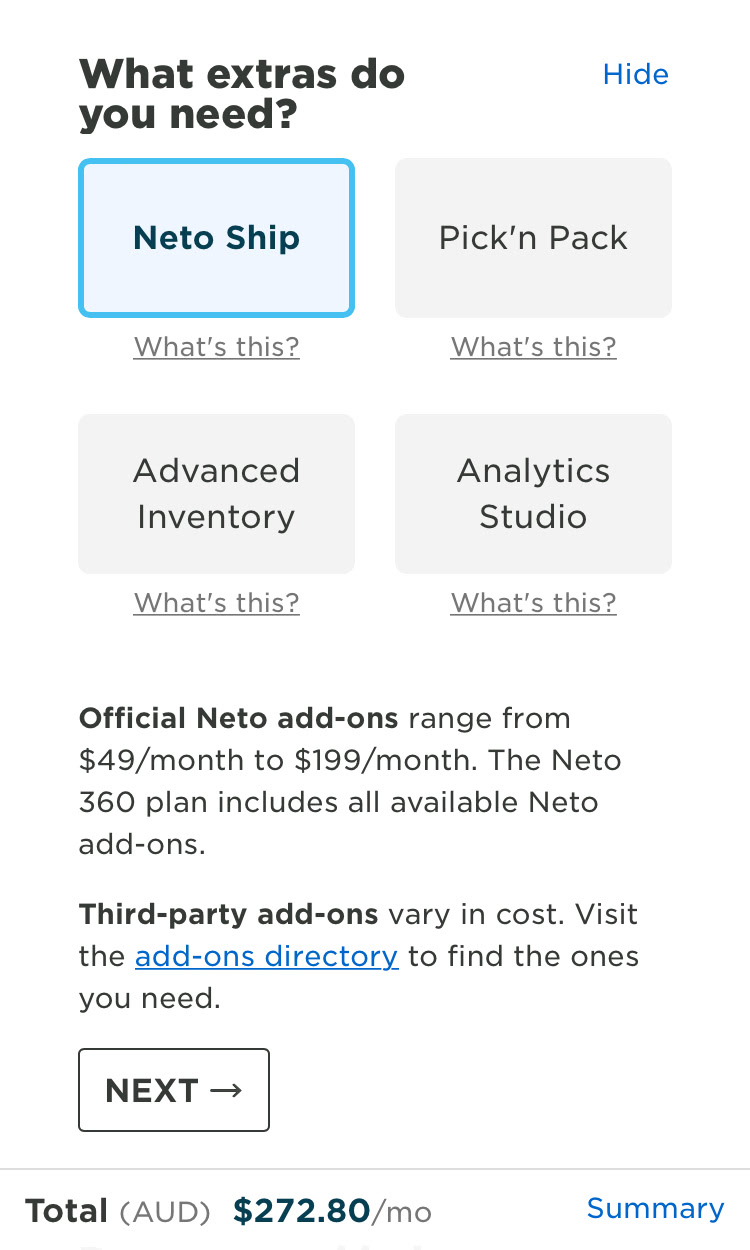 What extras do
you need?
Hide
Neto Ship
Pick'n Pack
What's this?
What's this?
Advanced
Inventory
Analytics
Studio
What's this?
What's this?
Official Neto add-ons range from
$49/month to $199/month. The Neto
360 plan includes all available Neto
add-ons.
Third-party add-ons vary in cost. Visit
the add-ons directory to find the ones
you need.
NEXT →
Total (AUD) $272.80/mo
Summary